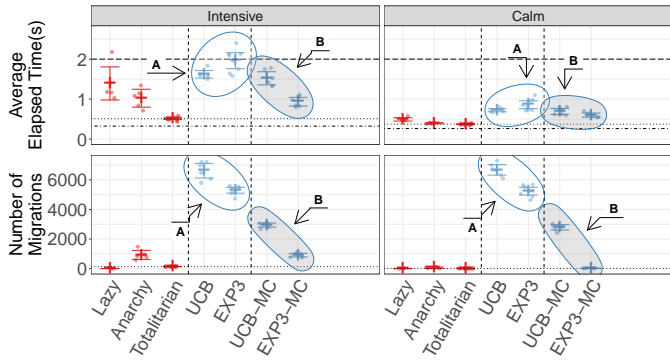 Intensive
Calm
Average
Elapsed Time(s)
2
1
0
A
B
A
B
Number of
Migrations
6000
4000
2000
0
A
B
A
B
Lazy
Anarchy
Totalitarian
UCB
EXP3
UCB-MC
EXP3-MC
Lazy
Anarchy
Totalitarian
UCB
EXP3
UCB-MC
EXP3-MC